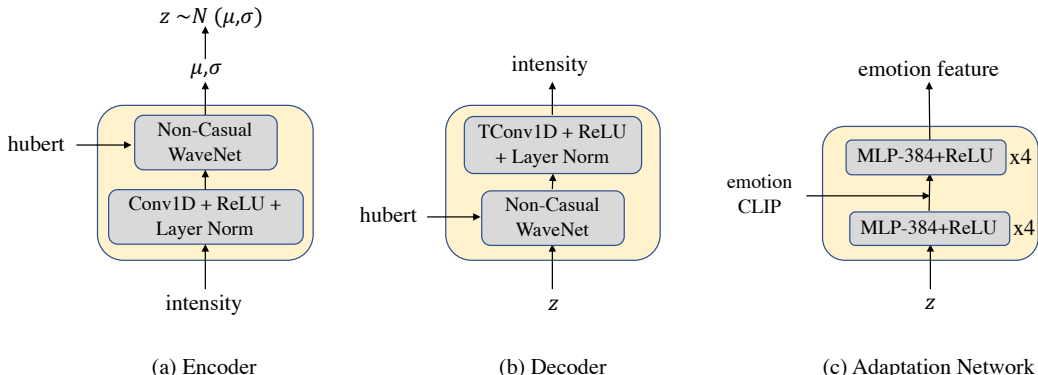 z ~N (μ,σ)
μ,σ
Non-Casual
WaveNet
hubert
Conv1D + ReLU +
Layer Norm
intensity
(a) Encoder
intensity
TConv1D + ReLU
+ Layer Norm
hubert
Non-Casual
WaveNet
z
(b) Decoder
emotion feature
MLP-384+ReLU x4
emotion
CLIP
MLP-384+ReLU x4
z
(c) Adaptation Network